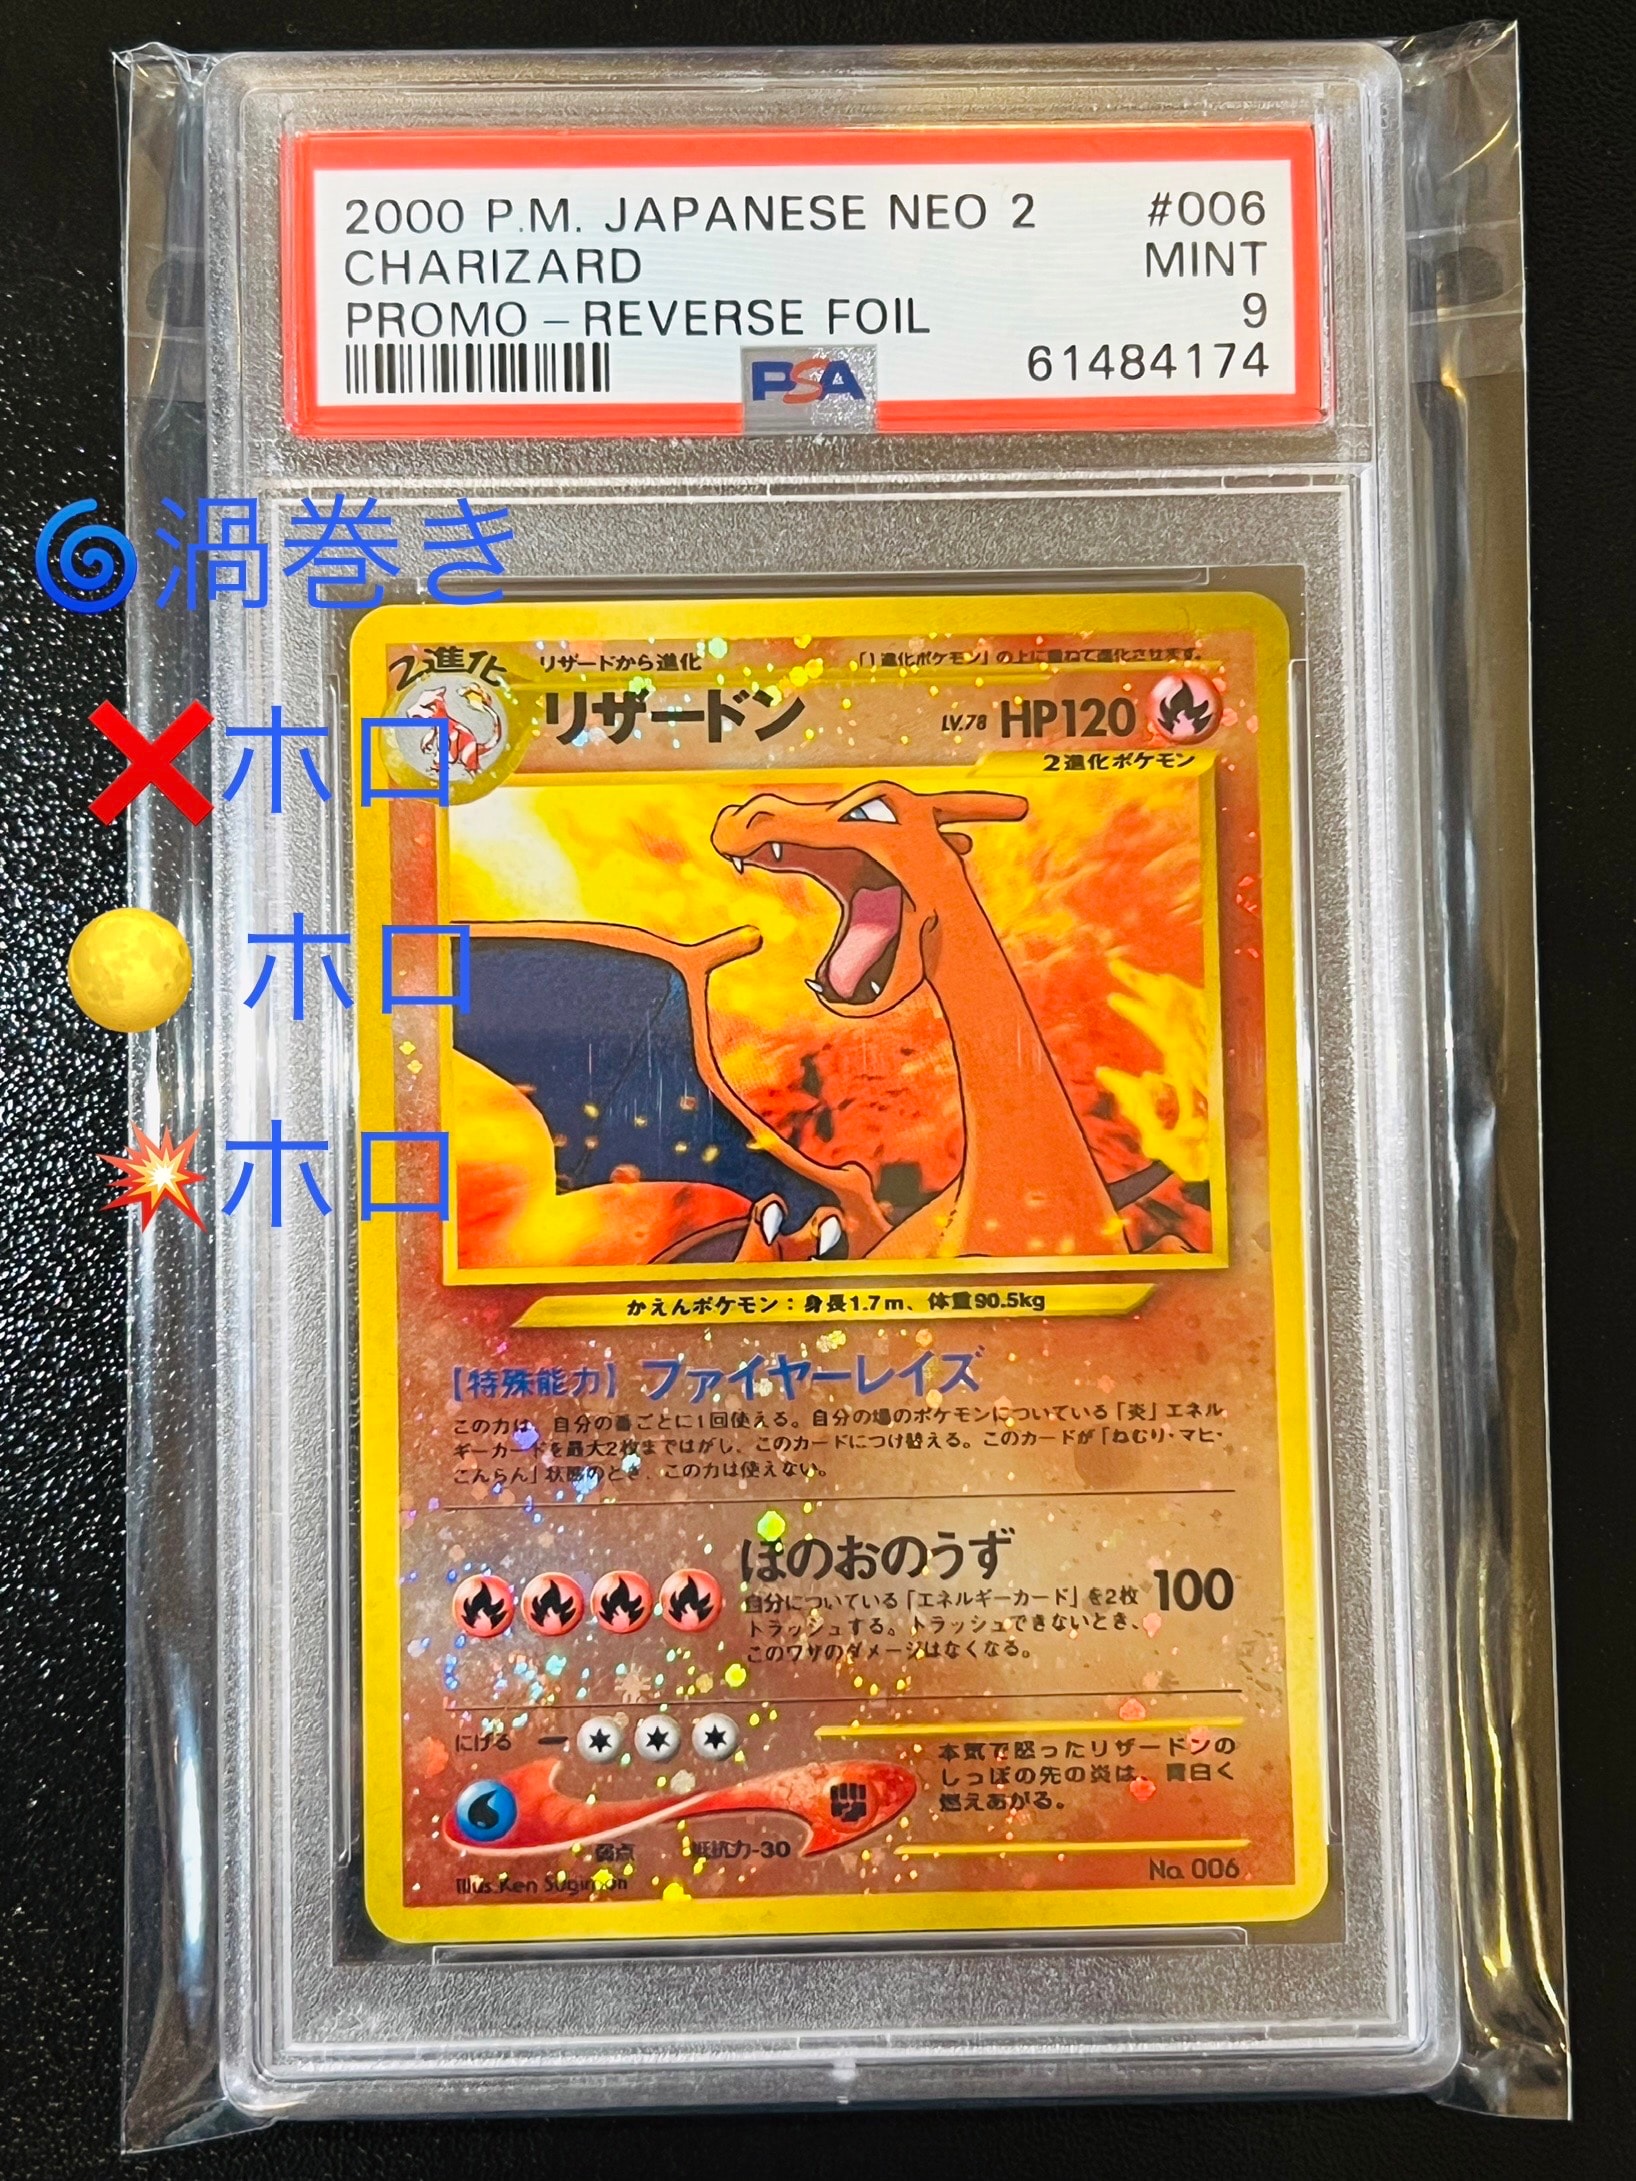 2000 P.M. JAPANESE NEO 2 #006
CHARIZARD MINT
PROMO - REVERSE FOIL 9
PSA 61484174
🌀渦巻き
❌ホロ
🌕ホロ
💥ホロ
2進化 リザードから進化 「1進化ポケモン」の上に重ねて進化させます。
リザードン LV.78 HP120
2進化ポケモン
かえんポケモン：身長1.7m、体重90.5kg
【特殊能力】ファイヤーレイズ
この力は、自分の番ごとに1回使える。自分の場のポケモンについている「炎」エネル
ギーカードを最大2枚まではがし、このカードにつけ替える。このカードが「ねむり・マヒ・
こんらん」状態のとき、この力は使えない。
ほのおのうず 100
自分についている「エネルギーカード」を2枚
トラッシュする。トラッシュできないとき、
このワザのダメージはなくなる。
にげる
弱点 抵抗力-30
本気で怒ったリザードンの
しっぽの先の炎は、青白く
燃えあがる。
Illus. Ken Sugimori
No. 006